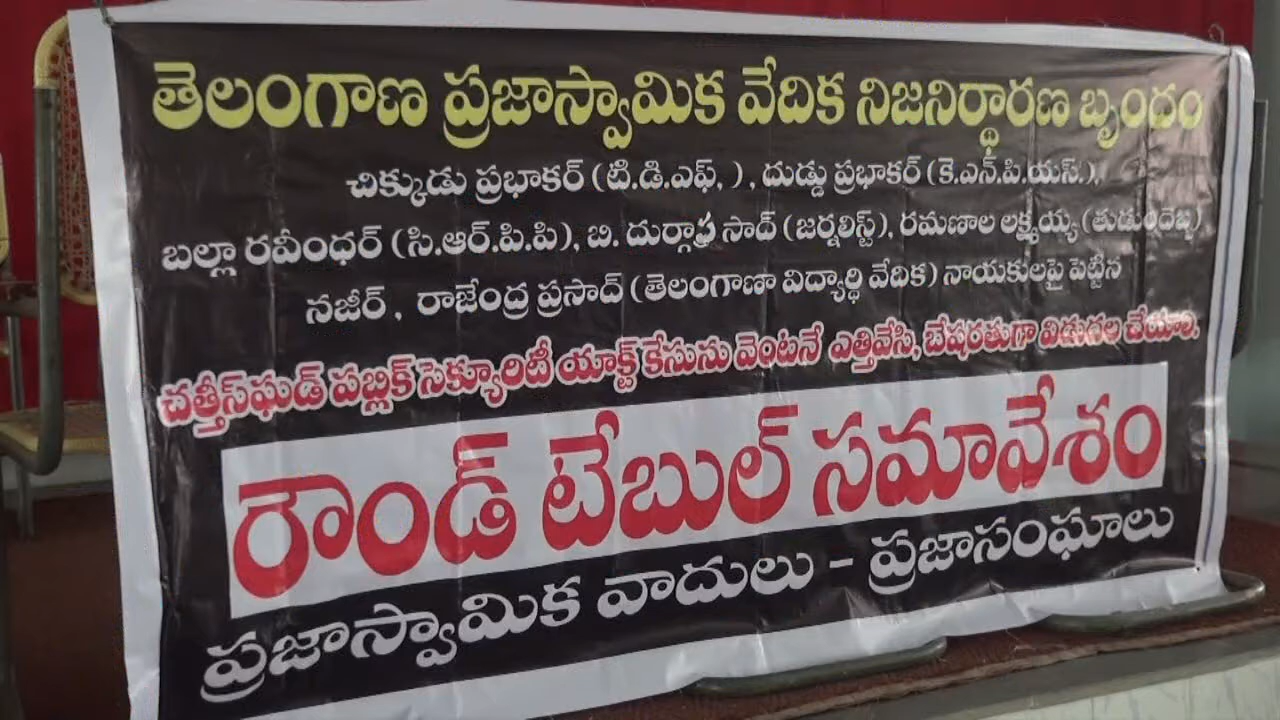 తెలంగాణ ప్రజాస్వామిక వేదిక నిజనిర్ధారణ బృందం
చిక్కుడు ప్రభాకర్ (టి.డి.ఎఫ్, ), దుడ్డు ప్రభాకర్ (కె.ఎన్.పి.యస్.),
బల్లా రవీంధర్ (సి.ఆర్.పి.పి), బి. దుర్గాప్ర సాద్ (జర్నలిస్ట్), రమణాల లక్ష్మయ్య (తుడుందెబ్బ)
నజీర్, రాజేంద్ర ప్రసాద్ (తెలంగాణా విద్యార్థి వేదిక) నాయకులపై పెట్టిన
చత్తీస్‌ఘడ్ పబ్లిక్ సెక్యూరిటీ యాక్ట్ కేసును వెంటనే ఎత్తివేసి, బేషరతుగా విడుదల చేయాలి.
రౌండ్ టేబుల్ సమావేశం
ప్రజాస్వామిక వాదులు - ప్రజాసంఘాలు